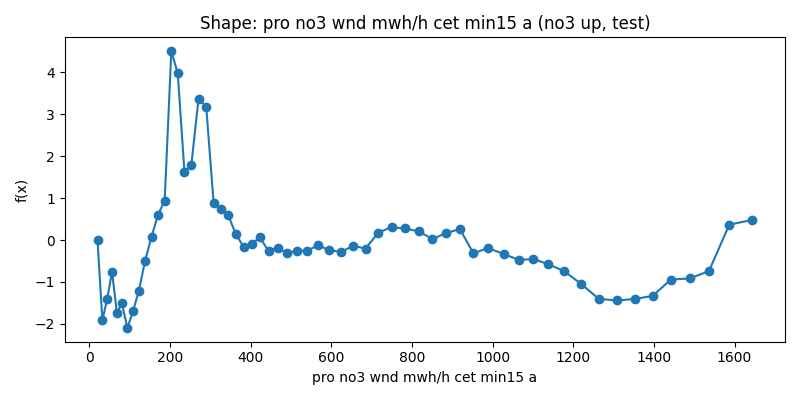 Shape: pro no3 wnd mwh/h cet min15 a (no3 up, test)
f(x)
4
3
2
1
0
−1
−2
0 200 400 600 800 1000 1200 1400 1600
pro no3 wnd mwh/h cet min15 a